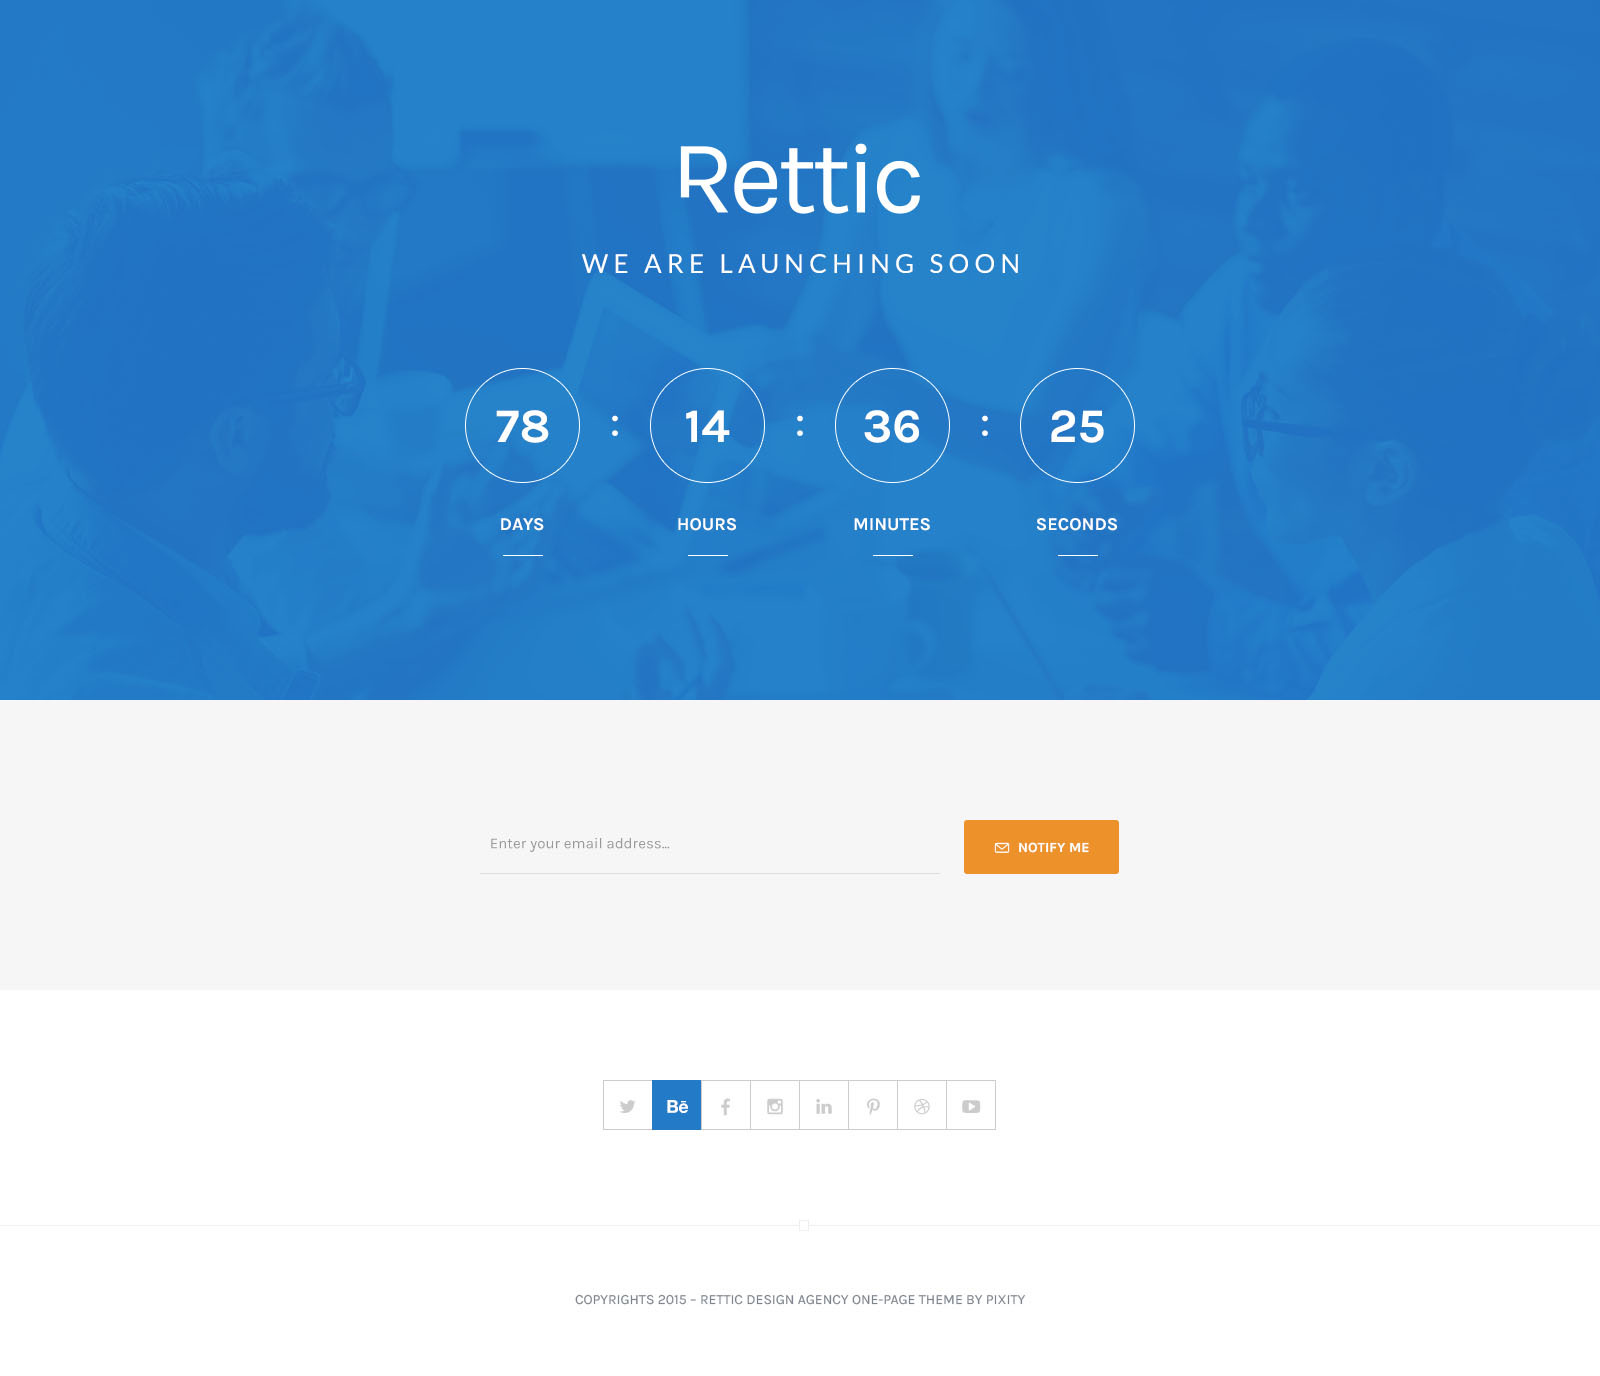 Rettic
WE ARE LAUNCHING SOON
78 : 14 : 36 : 25
DAYS HOURS MINUTES SECONDS
Enter your email address... NOTIFY ME
Bē
COPYRIGHTS 2015 – RETTIC DESIGN AGENCY ONE-PAGE THEME BY PIXITY